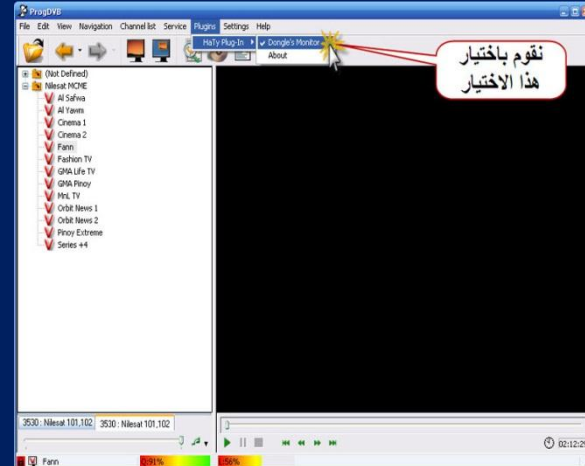 ProgDVB
File Edit View Navigation Channel list Service Plugins Settings Help
HaTy Plug-In
Dongle's Monitor
About
نقوم باختيار
هذا الاختيار
(Not Defined)
Nilesat MCME
Al Safwa
Al Yawm
Cinema 1
Cinema 2
Fann
Fashion TV
GMA Life TV
GMA Pinoy
MnL TV
Orbit News 1
Orbit News 2
Pinoy Extreme
Series +4
3530 : Nilesat 101,102 3530 : Nilesat 101,102
02:12:29
Fann Q:91% L:56%